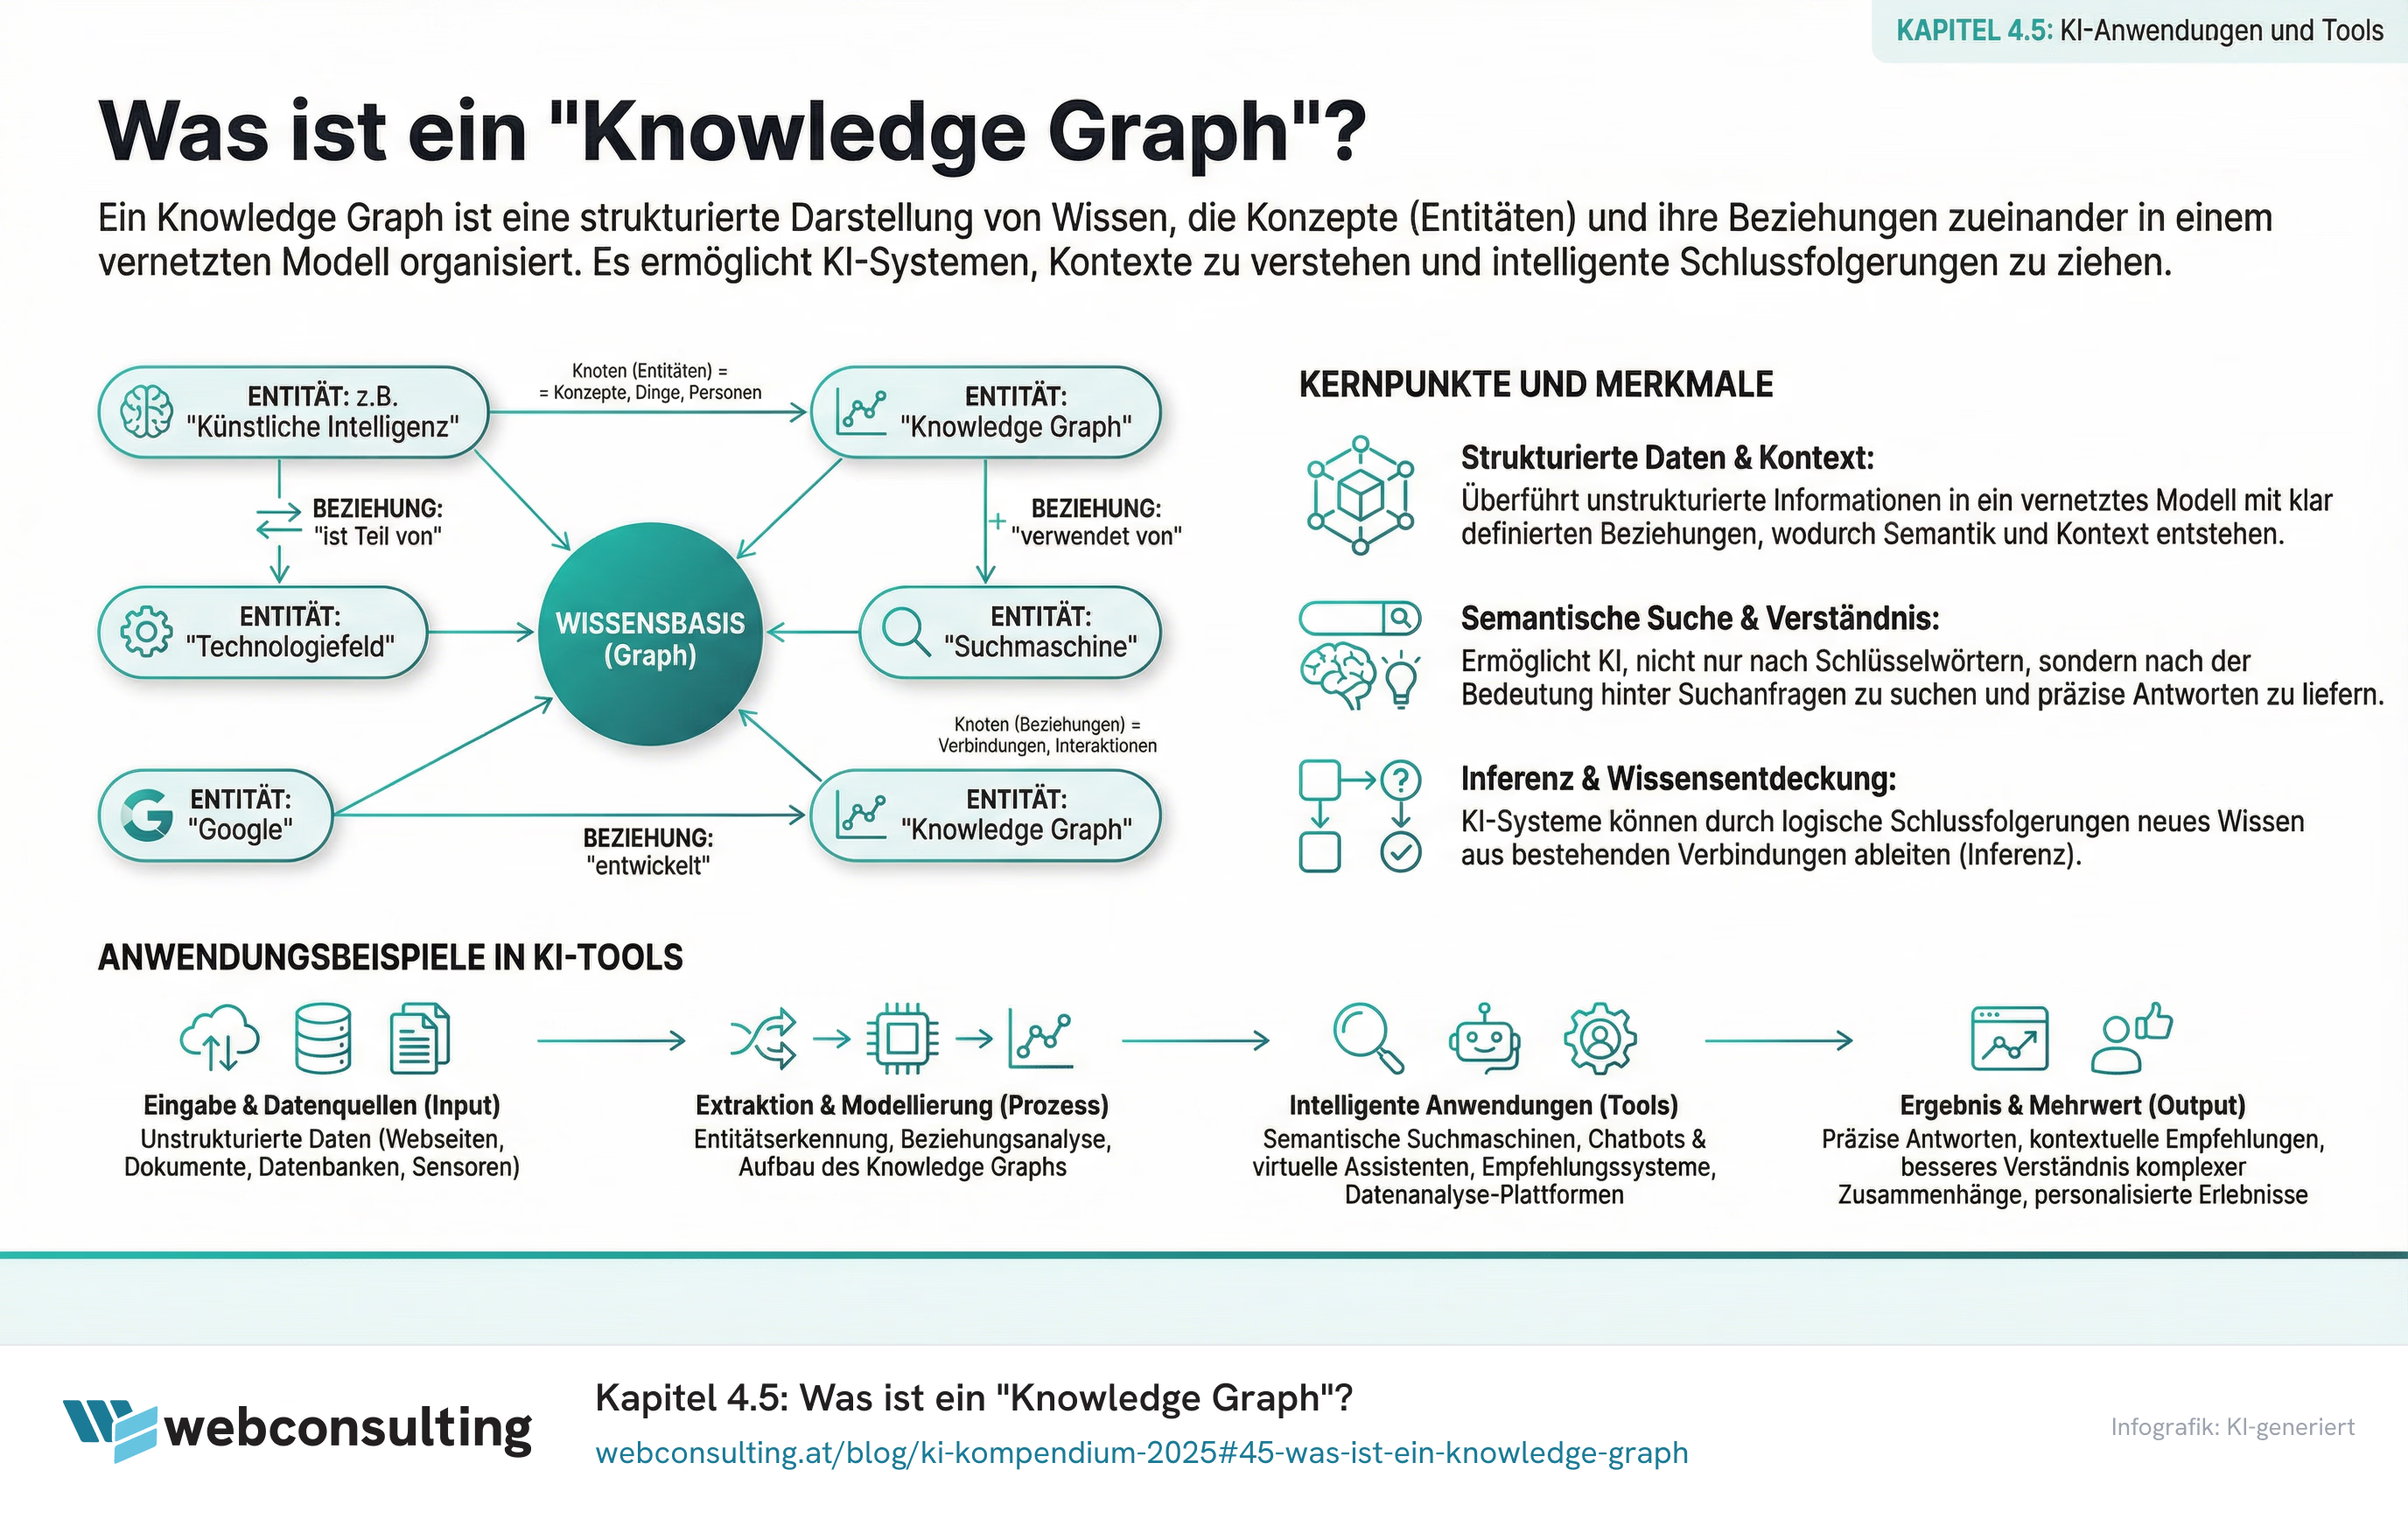 KAPITEL 4.5: KI-Anwendungen und Tools
Was ist ein "Knowledge Graph"?
Ein Knowledge Graph ist eine strukturierte Darstellung von Wissen, die Konzepte (Entitäten) und ihre Beziehungen zueinander in einem
vernetzten Modell organisiert. Es ermöglicht KI-Systemen, Kontexte zu verstehen und intelligente Schlussfolgerungen zu ziehen.
ENTITÄT: z.B.
"Künstliche Intelligenz"
Knoten (Entitäten) =
= Konzepte, Dinge, Personen
ENTITÄT:
"Knowledge Graph"
BEZIEHUNG:
"ist Teil von"
BEZIEHUNG:
"verwendet von"
ENTITÄT:
"Technologiefeld"
WISSENSBASIS
(Graph)
ENTITÄT:
"Suchmaschine"
Knoten (Beziehungen) =
Verbindungen, Interaktionen
ENTITÄT:
"Google"
BEZIEHUNG:
"entwickelt"
ENTITÄT:
"Knowledge Graph"
KERNPUNKTE UND MERKMALE
Strukturierte Daten & Kontext:
Überführt unstrukturierte Informationen in ein vernetztes Modell mit klar
definierten Beziehungen, wodurch Semantik und Kontext entstehen.
Semantische Suche & Verständnis:
Ermöglicht KI, nicht nur nach Schlüsselwörtern, sondern nach der
Bedeutung hinter Suchanfragen zu suchen und präzise Antworten zu liefern.
Inferenz & Wissensentdeckung:
KI-Systeme können durch logische Schlussfolgerungen neues Wissen
aus bestehenden Verbindungen ableiten (Inferenz).
ANWENDUNGSBEISPIELE IN KI-TOOLS
Eingabe & Datenquellen (Input)
Unstrukturierte Daten (Webseiten,
Dokumente, Datenbanken, Sensoren)
Extraktion & Modellierung (Prozess)
Entitätserkennung, Beziehungsanalyse,
Aufbau des Knowledge Graphs
Intelligente Anwendungen (Tools)
Semantische Suchmaschinen, Chatbots &
virtuelle Assistenten, Empfehlungssysteme,
Datenanalyse-Plattformen
Ergebnis & Mehrwert (Output)
Präzise Antworten, kontextuelle Empfehlungen,
besseres Verständnis komplexer
Zusammenhänge, personalisierte Erlebnisse
webconsulting
Kapitel 4.5: Was ist ein "Knowledge Graph"?
webconsulting.at/blog/ki-kompendium-2025#45-was-ist-ein-knowledge-graph
Infografik: KI-generiert